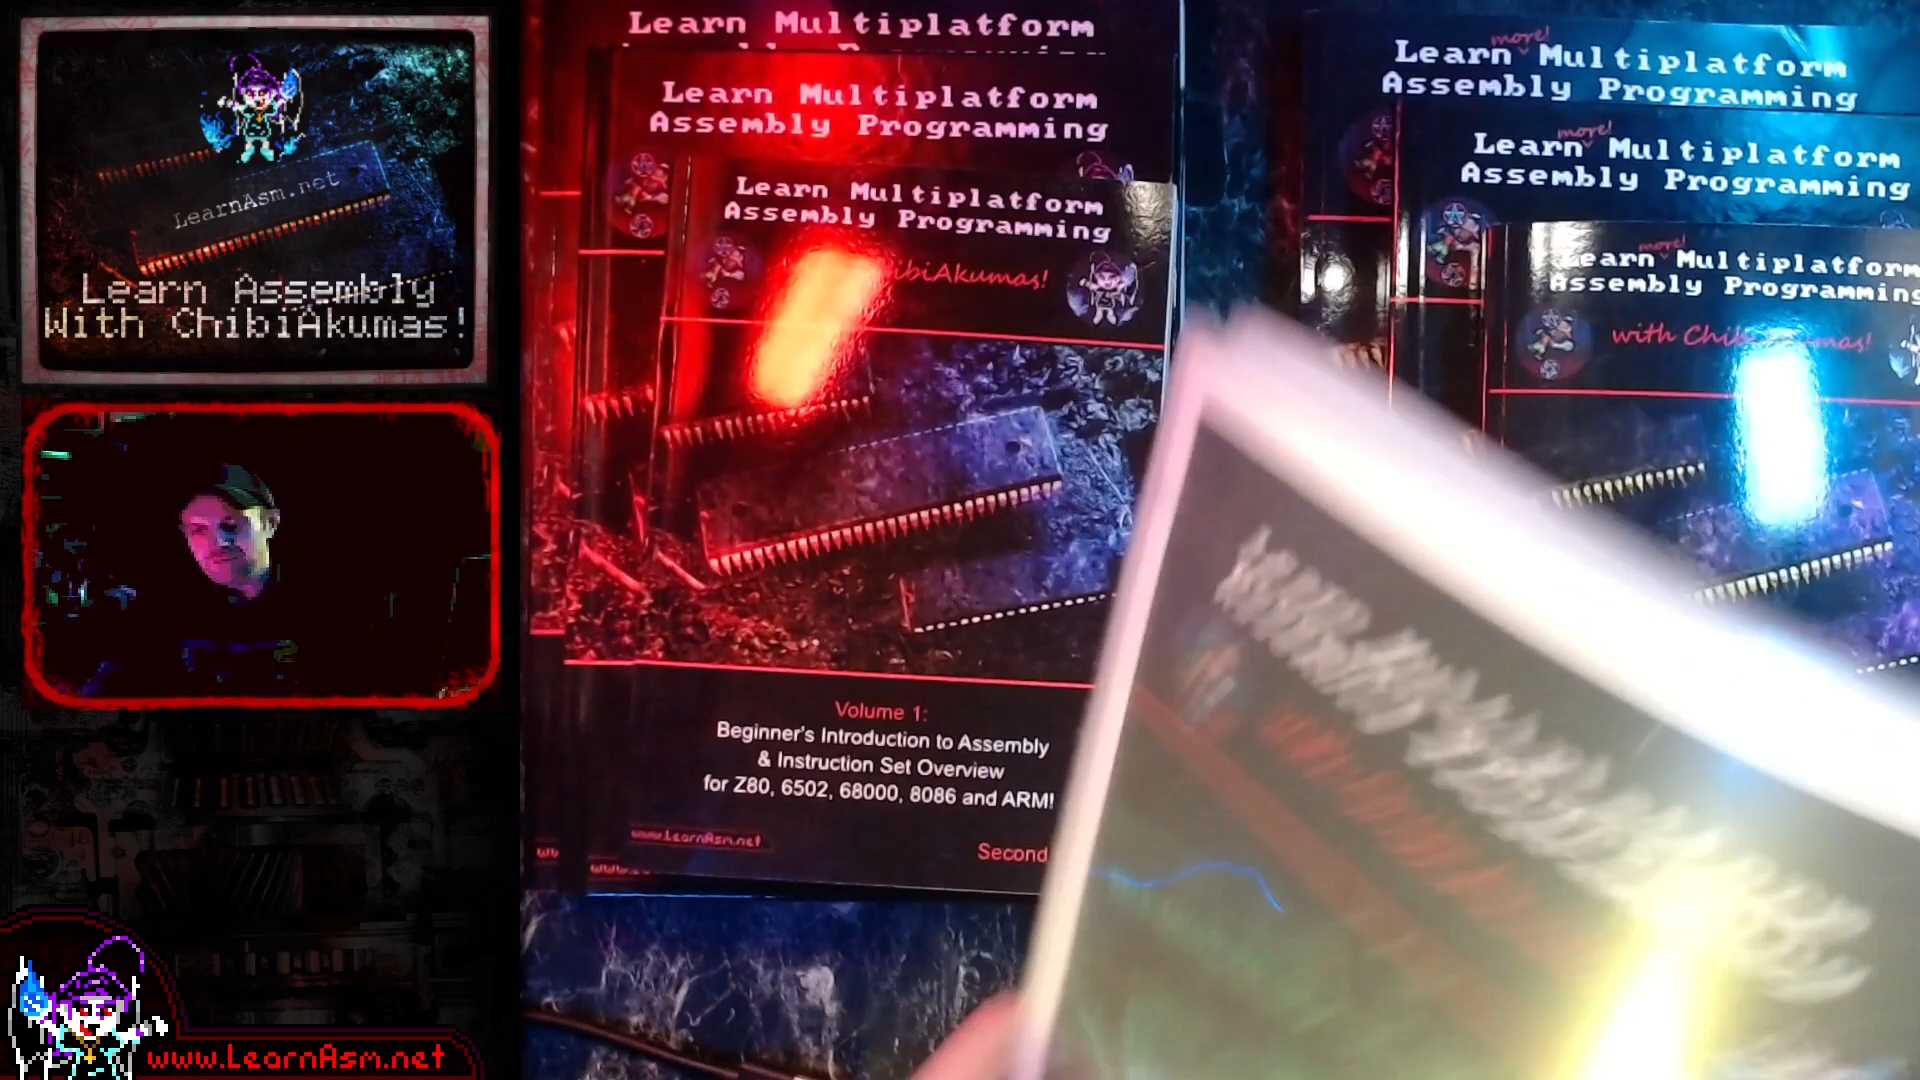 LearnAsm.net
Learn Assembly
With ChibiAkumas!
www.LearnAsm.net
Learn Multiplatform
Learn Multiplatform
Assembly Programming
Learn Multiplatform
Assembly Programming
ibiAkumas!
Volume 1:
Beginner's Introduction to Assembly
& Instruction Set Overview
for Z80, 6502, 68000, 8086 and ARM!
www.LearnAsm.net
Second
Learn more! Multiplatform
Assembly Programming
Learn more! Multiplatform
Assembly Programming
Learn more! Multiplatform
Assembly Programming
with